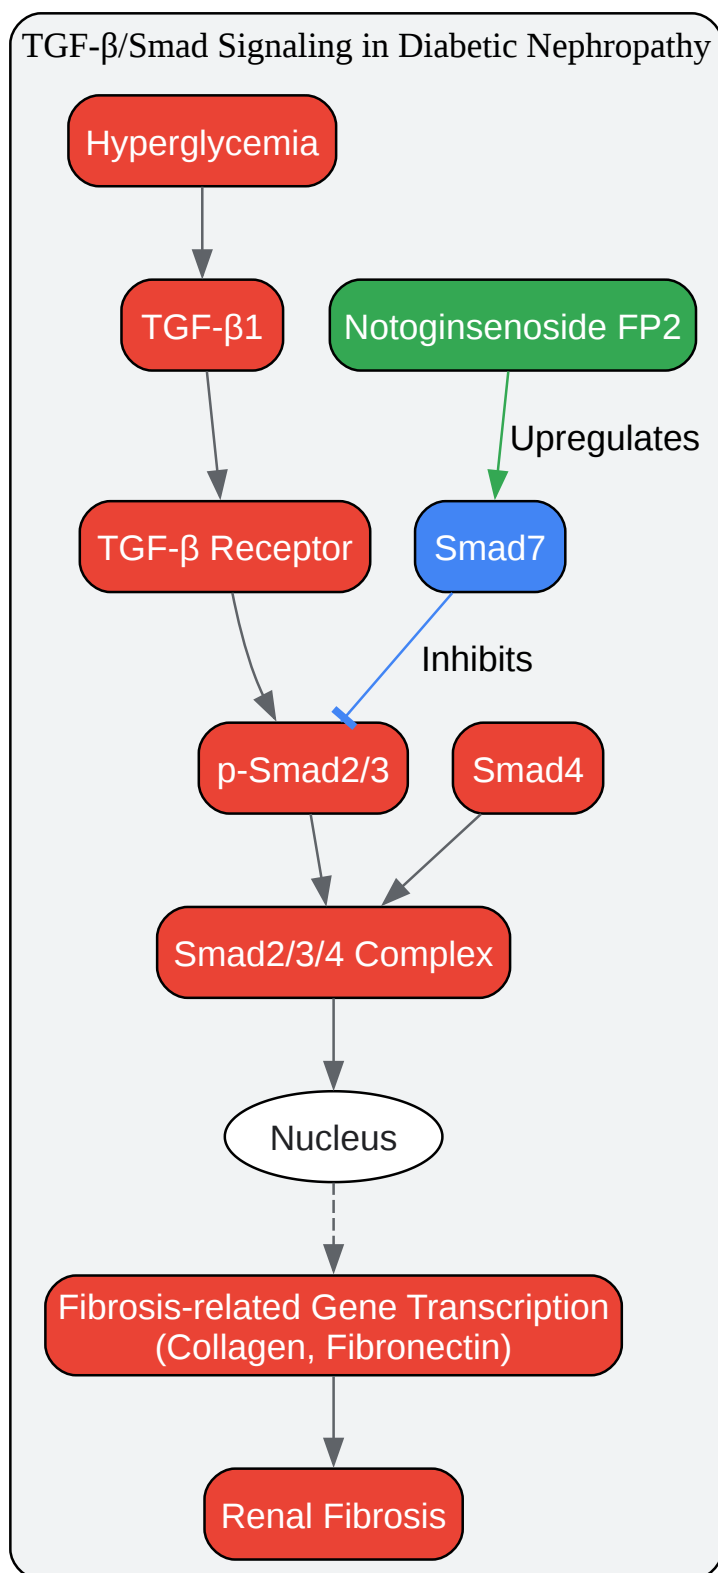 TGF-β/Smad Signaling in Diabetic Nephropathy
Hyperglycemia
TGF-β1
Notoginsenoside FP2
Upregulates
TGF-β Receptor
Smad7
Inhibits
p-Smad2/3
Smad4
Smad2/3/4 Complex
Nucleus
Fibrosis-related Gene Transcription
(Collagen, Fibronectin)
Renal Fibrosis